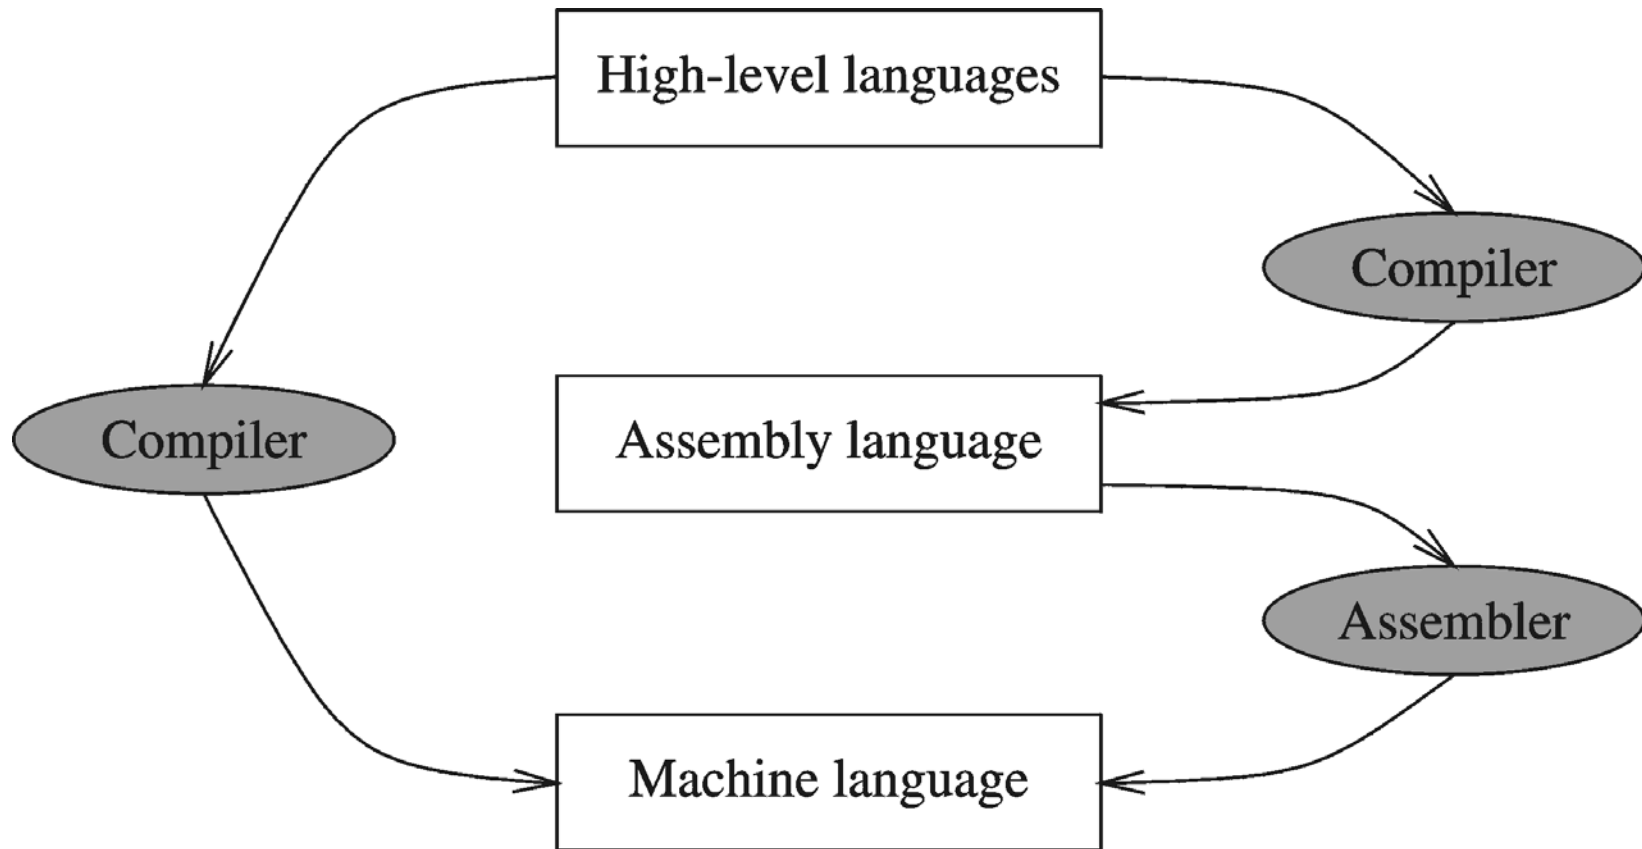 High-level languages
Compiler
Compiler
Assembly language
Assembler
Machine language